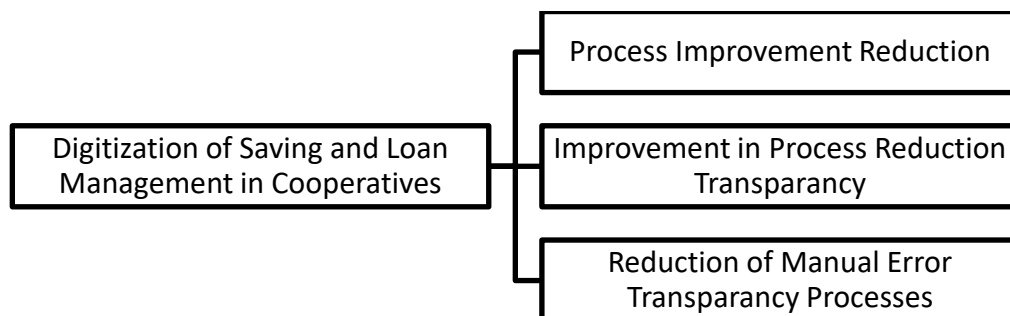 Process Improvement Reduction
Digitization of Saving and Loan
Management in Cooperatives
Improvement in Process Reduction
Transparancy
Reduction of Manual Error
Transparancy Processes